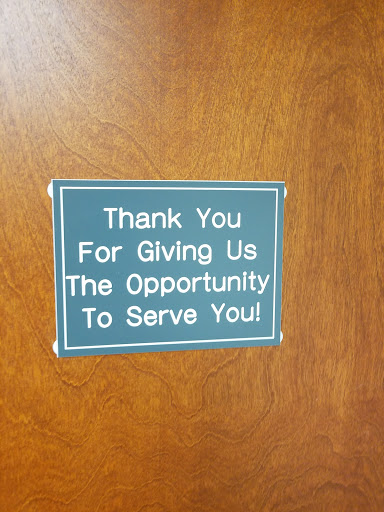 Thank You
For Giving Us
The Opportunity
To Serve You!